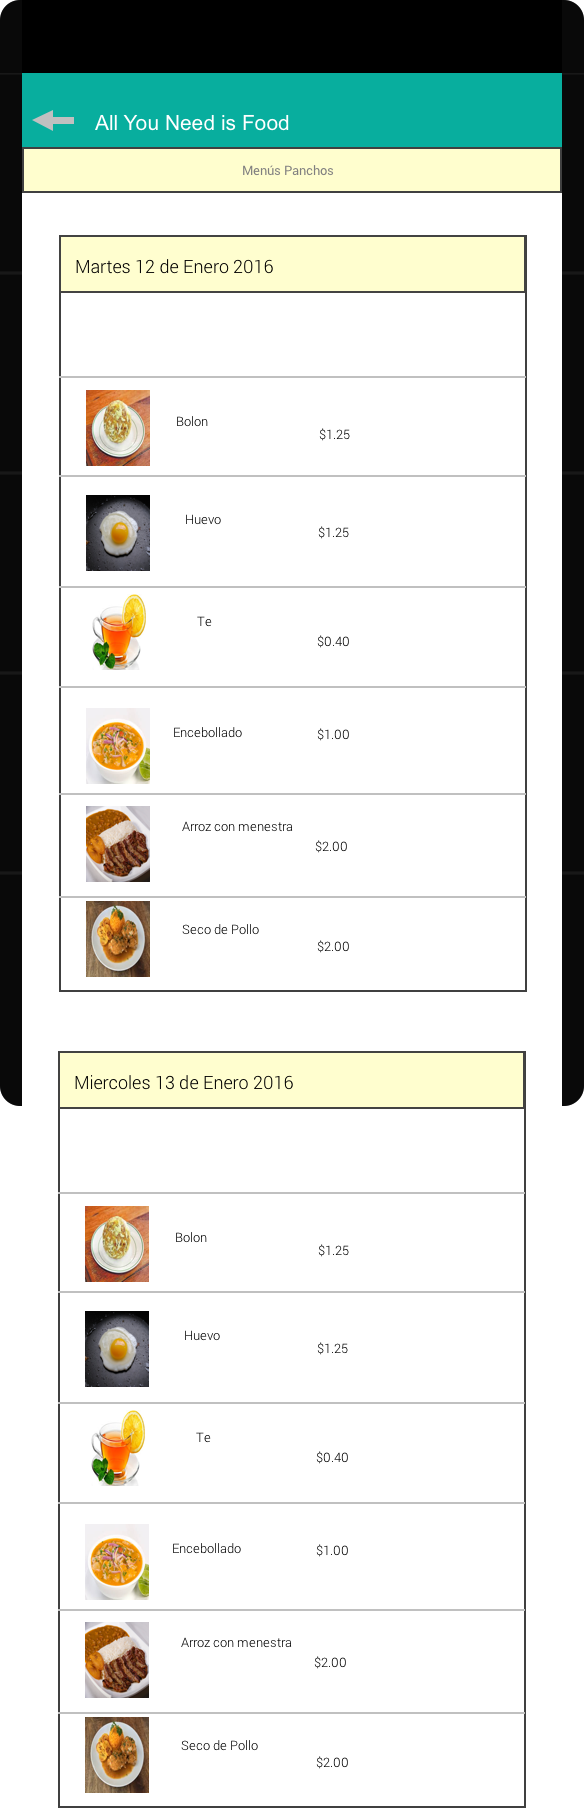 All You Need is Food
Menús Panchos
Martes 12 de Enero 2016
Bolon
$1.25
Huevo
$1.25
Te
$0.40
Encebollado
$1.00
Arroz con menestra
$2.00
Seco de Pollo
$2.00
Miercoles 13 de Enero 2016
Bolon
$1.25
Huevo
$1.25
Te
$0.40
Encebollado
$1.00
Arroz con menestra
$2.00
Seco de Pollo
$2.00